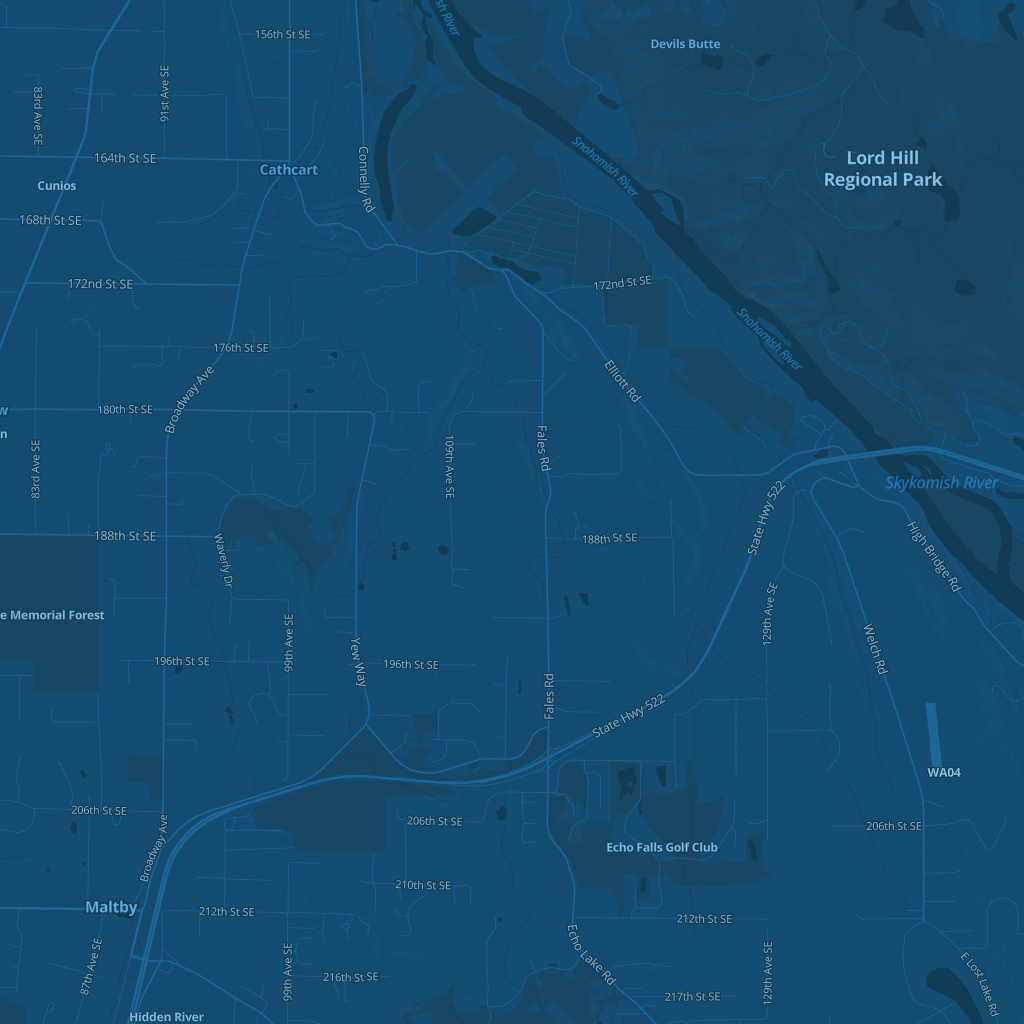 sh River
156th St SE
Devils Butte
83rd Ave SE
91st Ave SE
164th St SE
Cathcart
Connelly Rd
Snohomish River
Lord Hill
Regional Park
Cunios
168th St SE
172nd St SE
172nd St SE
Snohomish River
176th St SE
Broadway Ave
Elliott Rd
w
180th St SE
n
83rd Ave SE
109th Ave SE
Fales Rd
Skykomish River
State Hwy 522
188th St SE
Waverly Dr
188th St SE
High Bridge Rd
e Memorial Forest
99th Ave SE
129th Ave SE
Welch Rd
196th St SE
Yew Way
196th St SE
Fales Rd
State Hwy 522
WA04
206th St SE
Broadway Ave
206th St SE
206th St SE
Echo Falls Golf Club
210th St SE
Maltby
212th St SE
212th St SE
87th Ave SE
99th Ave SE
216th St SE
Echo Lake Rd
129th Ave SE
E Lost Lake Rd
217th St SE
Hidden River